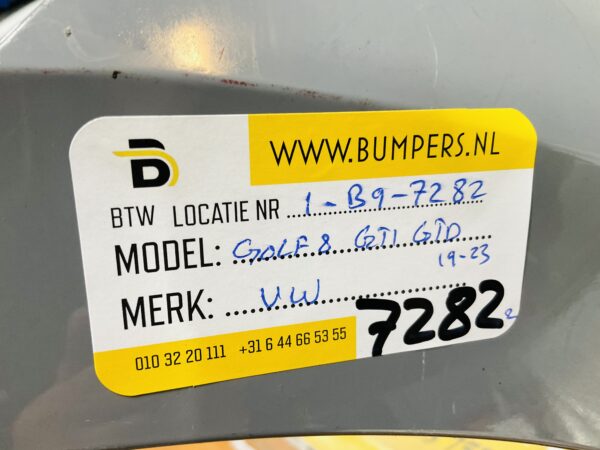 B
WWW.BUMPERS.NL
BTW LOCATIE NR 1-B9-7282
MODEL: GOLF 8 GTI GTD
19-23
MERK: VW
7282
010 32 20 111 +31 6 44 66 53 55